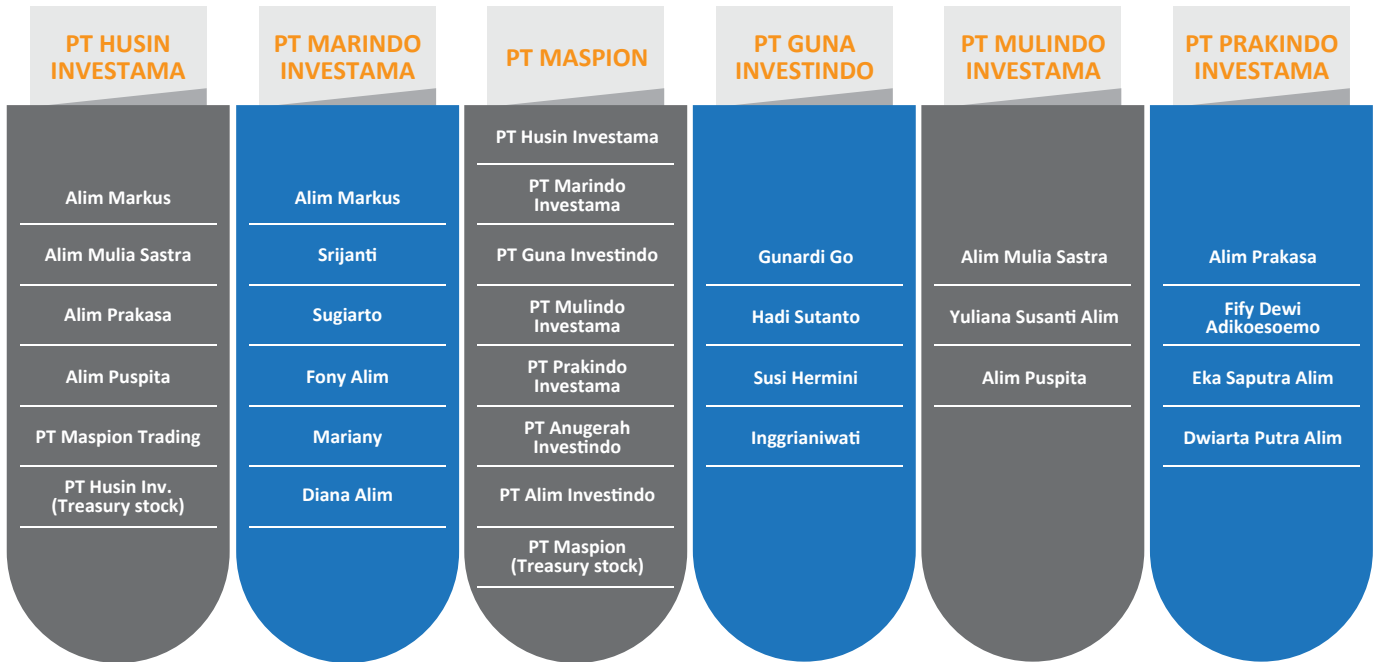 PT HUSIN
INVESTAMA
Alim Markus
Alim Mulia Sastra
Alim Prakasa
Alim Puspita
PT Maspion Trading
PT Husin Inv.
(Treasury stock)
PT MARINDO
INVESTAMA
Alim Markus
Srijanti
Sugiarto
Fony Alim
Mariany
Diana Alim
PT MASPION
PT Husin Investama
PT Marindo
Investama
PT Guna Investindo
PT Mulindo
Investama
PT Prakindo
Investama
PT Anugerah
Investindo
PT Alim Investindo
PT Maspion
(Treasury stock)
PT GUNA
INVESTINDO
Gunardi Go
Hadi Sutanto
Susi Hermini
Inggrianiwati
PT MULINDO
INVESTAMA
Alim Mulia Sastra
Yuliana Susanti Alim
Alim Puspita
PT PRAKINDO
INVESTAMA
Alim Prakasa
Fify Dewi
Adikoesoemo
Eka Saputra Alim
Dwiarta Putra Alim